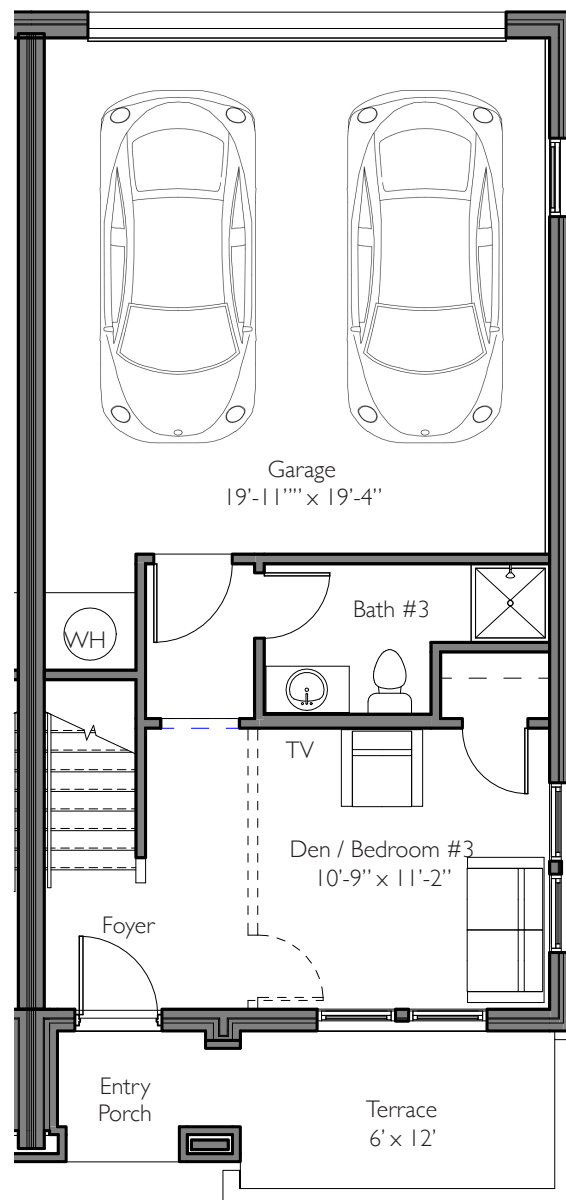 Garage
19’-11”” x 19’-4”
Bath #3
WH
TV
Den / Bedroom #3
10’-9” x 11’-2”
Foyer
Entry
Porch
Terrace
6’ x 12’